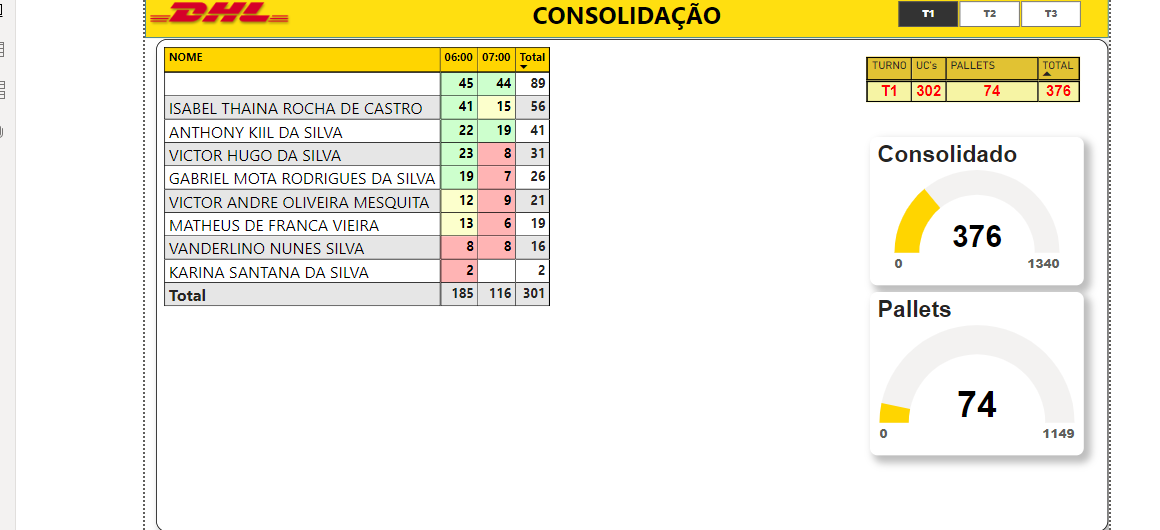 DHL
CONSOLIDAÇÃO
T1 T2 T3
NOME 06:00 07:00 Total
45 44 89
ISABEL THAINA ROCHA DE CASTRO 41 15 56
ANTHONY KIIL DA SILVA 22 19 41
VICTOR HUGO DA SILVA 23 8 31
GABRIEL MOTA RODRIGUES DA SILVA 19 7 26
VICTOR ANDRE OLIVEIRA MESQUITA 12 9 21
MATHEUS DE FRANCA VIEIRA 13 6 19
VANDERLINO NUNES SILVA 8 8 16
KARINA SANTANA DA SILVA 2 2
Total 185 116 301
TURNO UC's PALLETS TOTAL
T1 302 74 376
Consolidado
376
0 1340
Pallets
74
0 1149